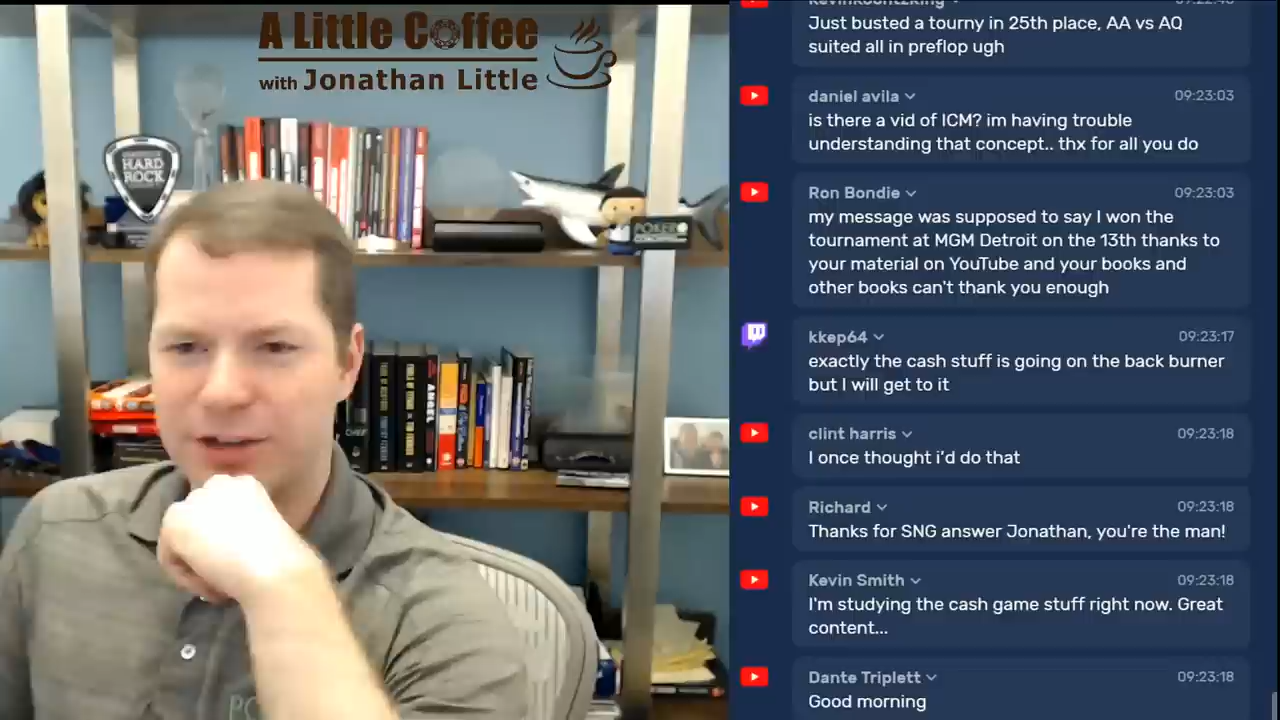 A Little Coffee
with Jonathan Little
HARD
ROCK
POKER
ANGEL
PO
09:22:48
Just busted a tourny in 25th place, AA vs AQ
suited all in preflop ugh
daniel avila
09:23:03
is there a vid of ICM? im having trouble
understanding that concept.. thx for all you do
Ron Bondie
09:23:03
my message was supposed to say I won the
tournament at MGM Detroit on the 13th thanks to
your material on YouTube and your books and
other books can't thank you enough
kkep64
09:23:17
exactly the cash stuff is going on the back burner
but I will get to it
clint harris
09:23:18
I once thought i'd do that
Richard
09:23:18
Thanks for SNG answer Jonathan, you're the man!
Kevin Smith
09:23:18
I'm studying the cash game stuff right now. Great
content...
Dante Triplett
09:23:18
Good morning